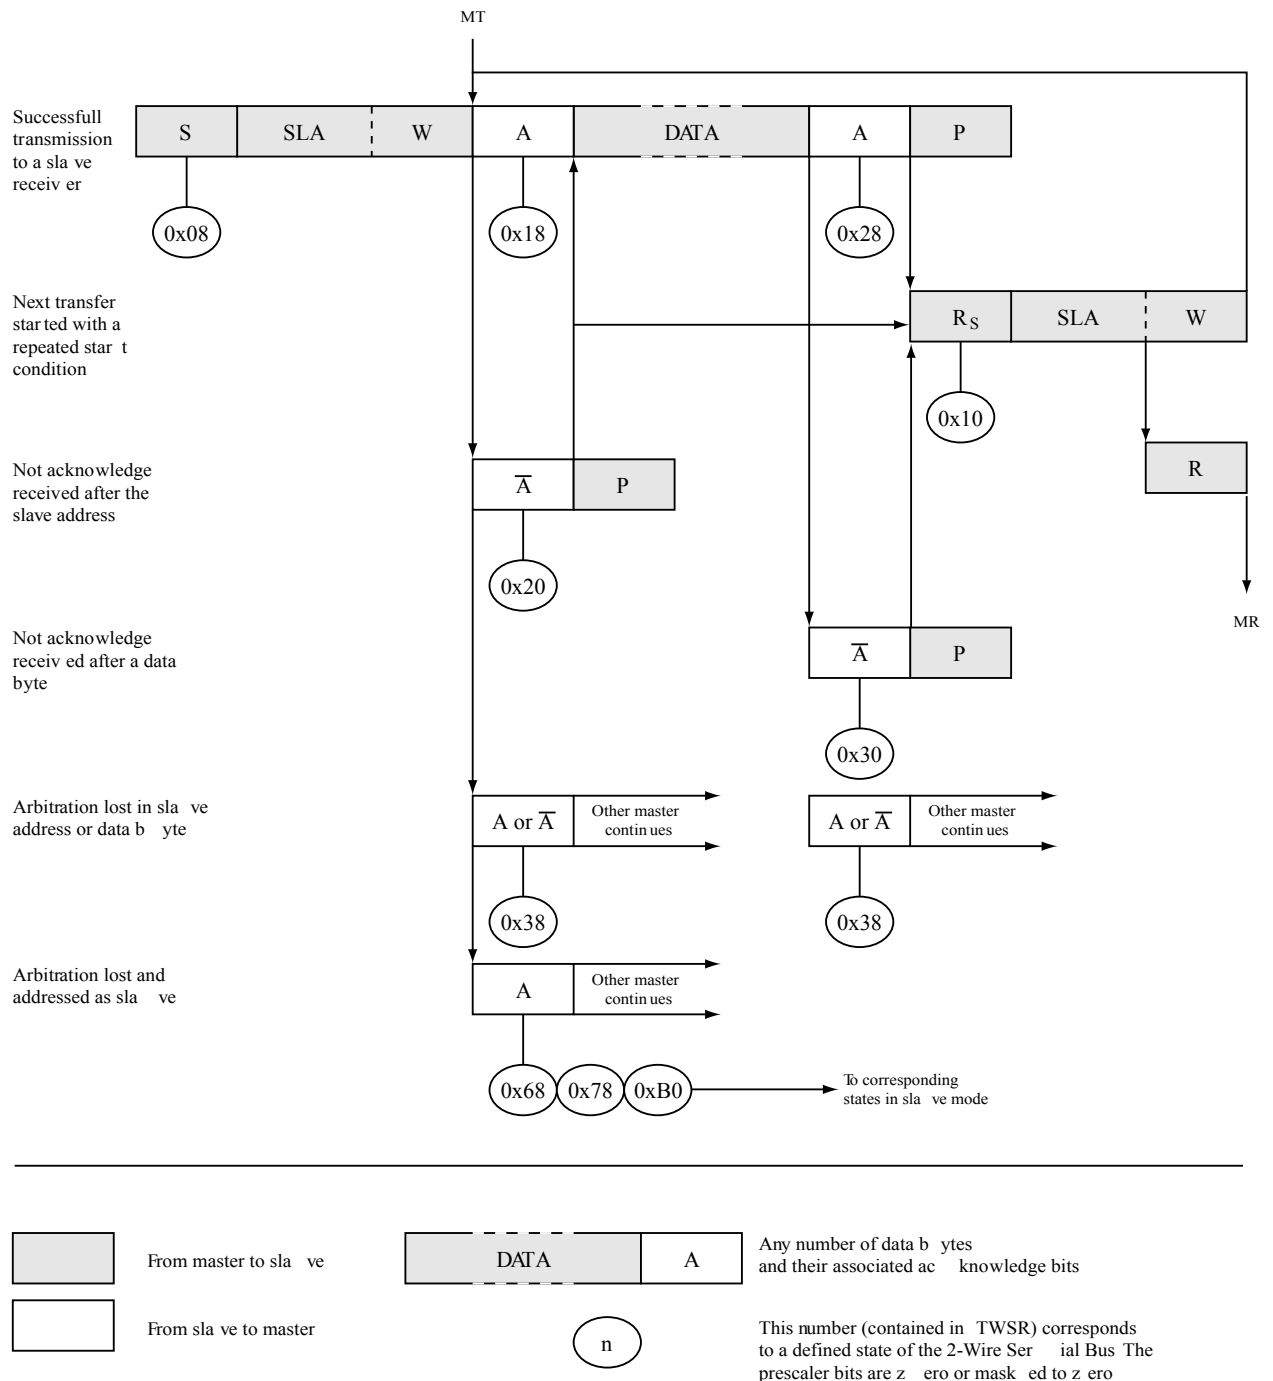 MT
Successfull
transmission
to a sla ve
receiv er
S SLA W A DATA A P
0x08 0x18 0x28
Next transfer
star ted with a
repeated star t
condition
RS SLA W
0x10
Not acknowledge
received after the
slave address
A̅ P
R
0x20
MR
Not acknowledge
receiv ed after a data
byte
A̅ P
0x30
Arbitration lost in sla ve
address or data b yte
A or A̅ Other master
contin ues
A or A̅ Other master
contin ues
0x38 0x38
Arbitration lost and
addressed as sla ve
A Other master
contin ues
0x68 0x78 0xB0
To corresponding
states in sla ve mode
From master to sla ve
DATA A
Any number of data b ytes
and their associated ac knowledge bits
From sla ve to master
n
This number (contained in TWSR) corresponds
to a defined state of the 2-Wire Ser ial Bus The
prescaler bits are z ero or mask ed to z ero